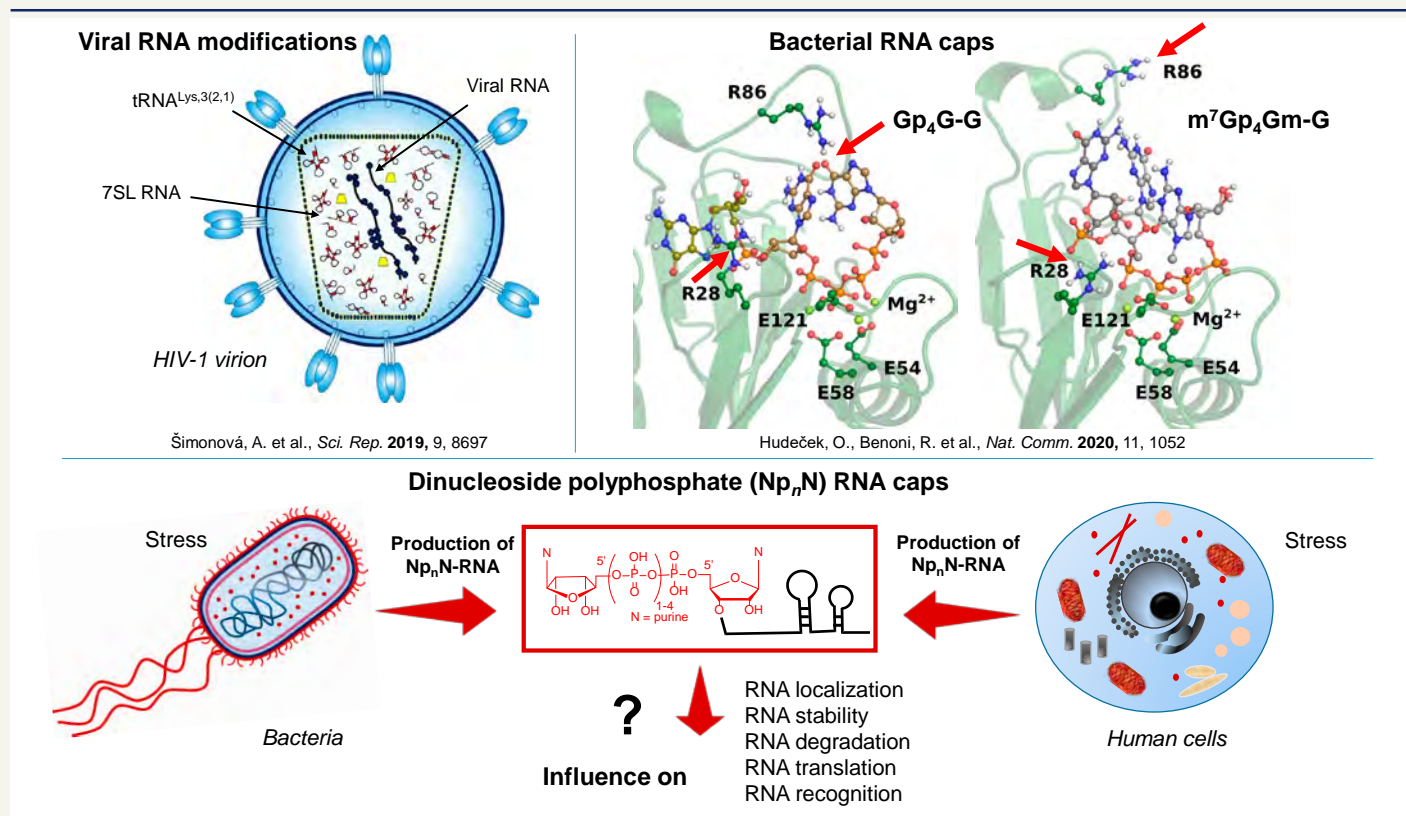 Viral RNA modifications
tRNA^Lys,3(2,1)
Viral RNA
7SL RNA
HIV-1 virion
Šimonová, A. et al., Sci. Rep. 2019, 9, 8697
Bacterial RNA caps
R86
Gp₄G-G
R28
E121
Mg²⁺
E54
E58
R86
m⁷Gp₄Gm-G
R28
E121
Mg²⁺
E54
E58
Hudeček, O., Benoni, R. et al., Nat. Comm. 2020, 11, 1052
Dinucleoside polyphosphate (NpₙN) RNA caps
Stress
Bacteria
Production of
NpₙN-RNA
N
5'
O
OH
P
O
O
O
P
OH
O
5'
N
O
O
OH OH
O OH
1-4
N = purine
Production of
NpₙN-RNA
Stress
Human cells
?
Influence on
RNA localization
RNA stability
RNA degradation
RNA translation
RNA recognition